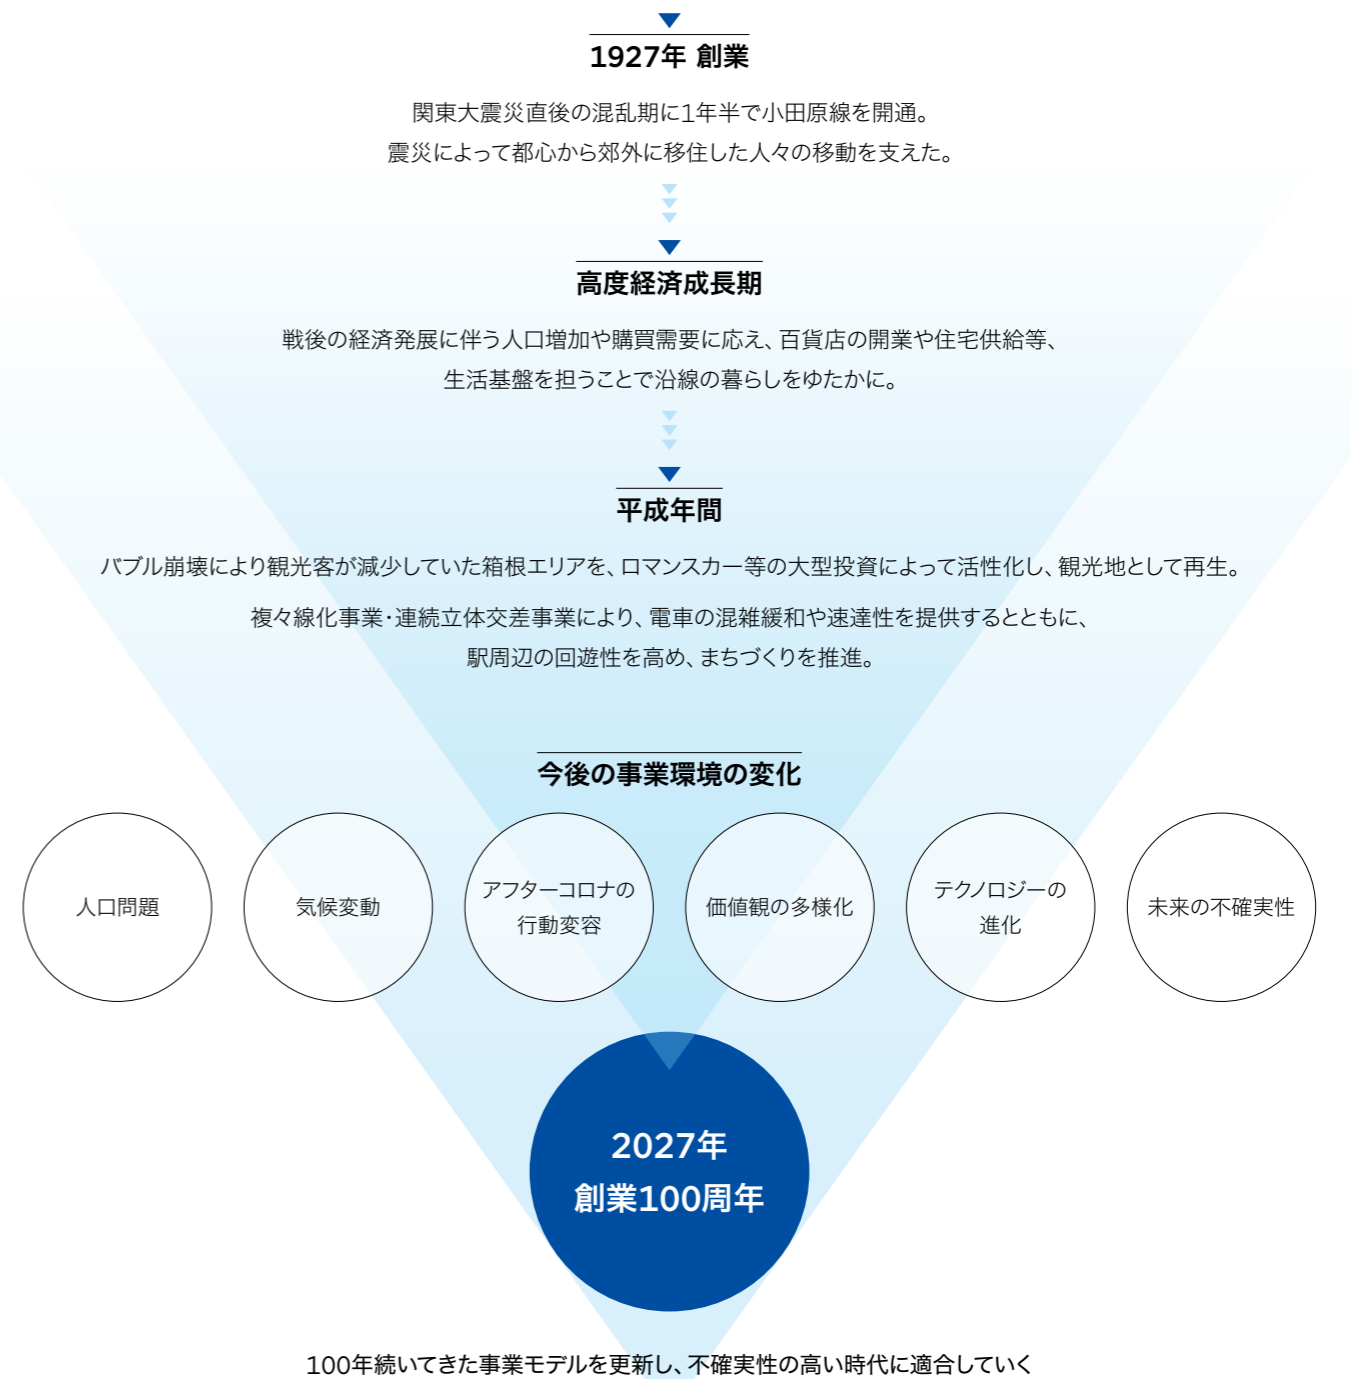 1927年 創業
関東大震災直後の混乱期に1年半で小田原線を開通。
震災によって都心から郊外に移住した人々の移動を支えた。
高度経済成長期
戦後の経済発展に伴う人口増加や購買需要に応え、百貨店の開業や住宅供給等、
生活基盤を担うことで沿線の暮らしをゆたかに。
平成年間
バブル崩壊により観光客が減少していた箱根エリアを、ロマンスカー等の大型投資によって活性化し、観光地として再生。
複々線化事業・連続立体交差事業により、電車の混雑緩和や速達性を提供するとともに、
駅周辺の回遊性を高め、まちづくりを推進。
今後の事業環境の変化
人口問題
気候変動
アフターコロナの
行動変容
価値観の多様化
テクノロジーの
進化
未来の不確実性
2027年
創業100周年
100年続いてきた事業モデルを更新し、不確実性の高い時代に適合していく